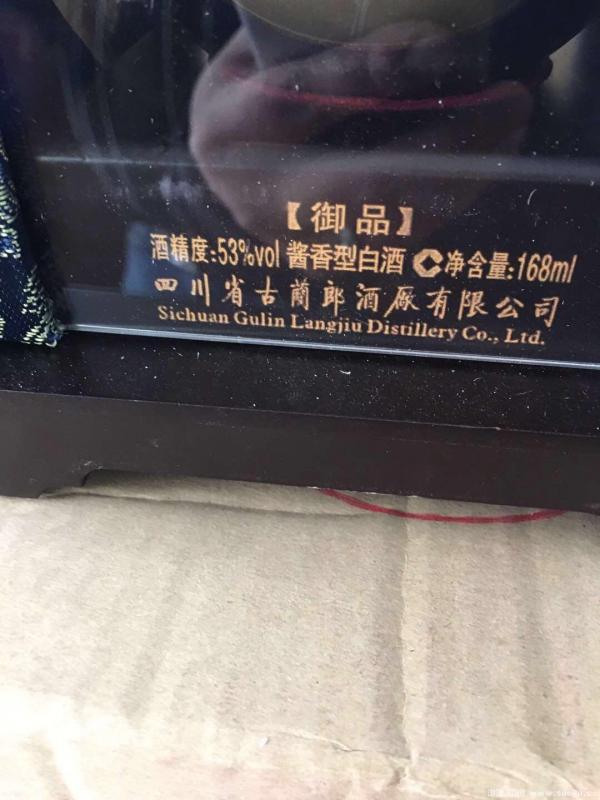 【御品】
酒精度:53%vol 酱香型白酒 净含量:168ml
四川省古蔺郎酒厂有限公司
Sichuan Gulin Langjiu Distillery Co., Ltd.